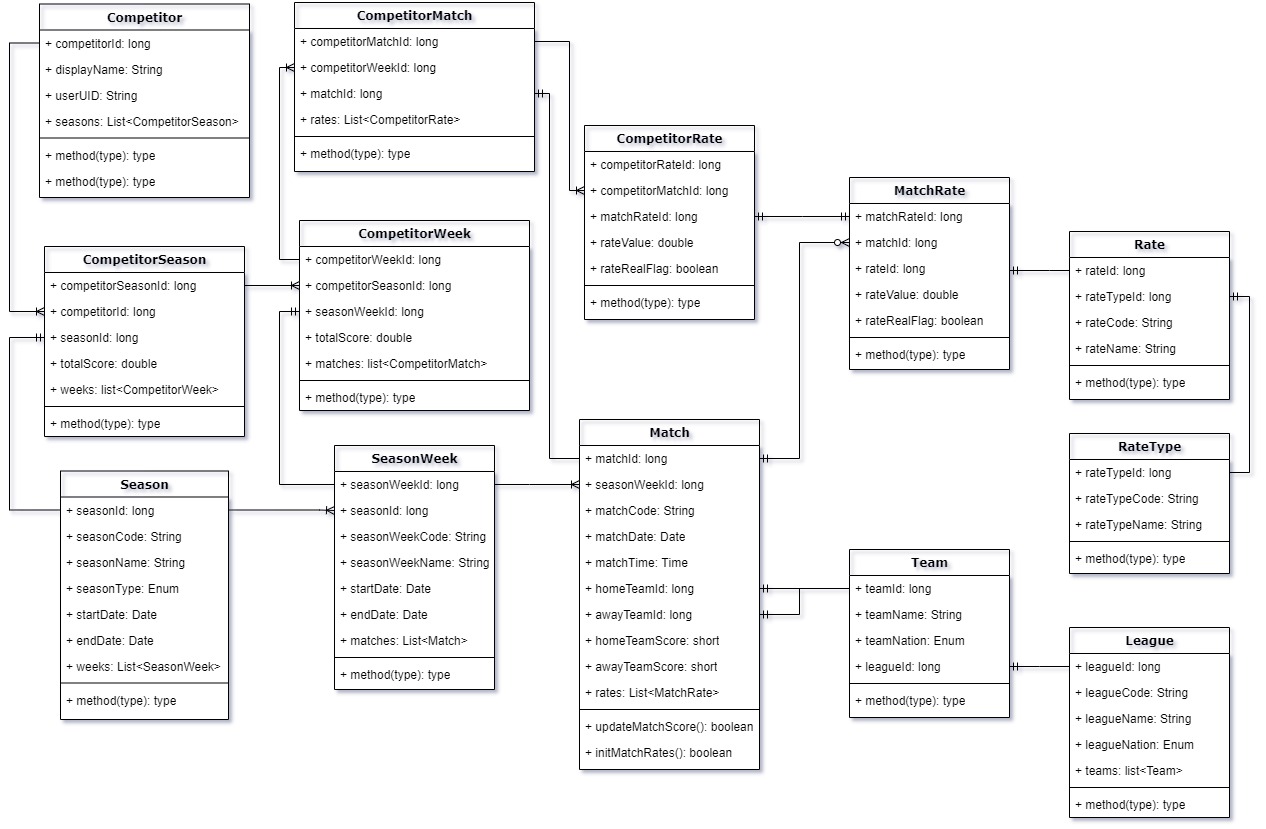 Competitor
+ competitorId: long
+ displayName: String
+ userUID: String
+ seasons: List<CompetitorSeason>
+ method(type): type
+ method(type): type
CompetitorMatch
+ competitorMatchId: long
+ competitorWeekId: long
+ matchId: long
+ rates: List<CompetitorRate>
+ method(type): type
CompetitorRate
+ competitorRateId: long
+ competitorMatchId: long
+ matchRateId: long
+ rateValue: double
+ rateRealFlag: boolean
+ method(type): type
MatchRate
+ matchRateId: long
+ matchId: long
+ rateId: long
+ rateValue: double
+ rateRealFlag: boolean
+ method(type): type
Rate
+ rateId: long
+ rateTypeId: long
+ rateCode: String
+ rateName: String
+ method(type): type
CompetitorSeason
+ competitorSeasonId: long
+ competitorId: long
+ seasonId: long
+ totalScore: double
+ weeks: list<CompetitorWeek>
+ method(type): type
CompetitorWeek
+ competitorWeekId: long
+ competitorSeasonId: long
+ seasonWeekId: long
+ totalScore: double
+ matches: list<CompetitorMatch>
+ method(type): type
Season
+ seasonId: long
+ seasonCode: String
+ seasonName: String
+ seasonType: Enum
+ startDate: Date
+ endDate: Date
+ weeks: List<SeasonWeek>
+ method(type): type
SeasonWeek
+ seasonWeekId: long
+ seasonId: long
+ seasonWeekCode: String
+ seasonWeekName: String
+ startDate: Date
+ endDate: Date
+ matches: List<Match>
+ method(type): type
Match
+ matchId: long
+ seasonWeekId: long
+ matchCode: String
+ matchDate: Date
+ matchTime: Time
+ homeTeamId: long
+ awayTeamId: long
+ homeTeamScore: short
+ awayTeamScore: short
+ rates: List<MatchRate>
+ updateMatchScore(): boolean
+ initMatchRates(): boolean
RateType
+ rateTypeId: long
+ rateTypeCode: String
+ rateTypeName: String
+ method(type): type
Team
+ teamId: long
+ teamName: String
+ teamNation: Enum
+ leagueId: long
+ method(type): type
League
+ leagueId: long
+ leagueCode: String
+ leagueName: String
+ leagueNation: Enum
+ teams: list<Team>
+ method(type): type